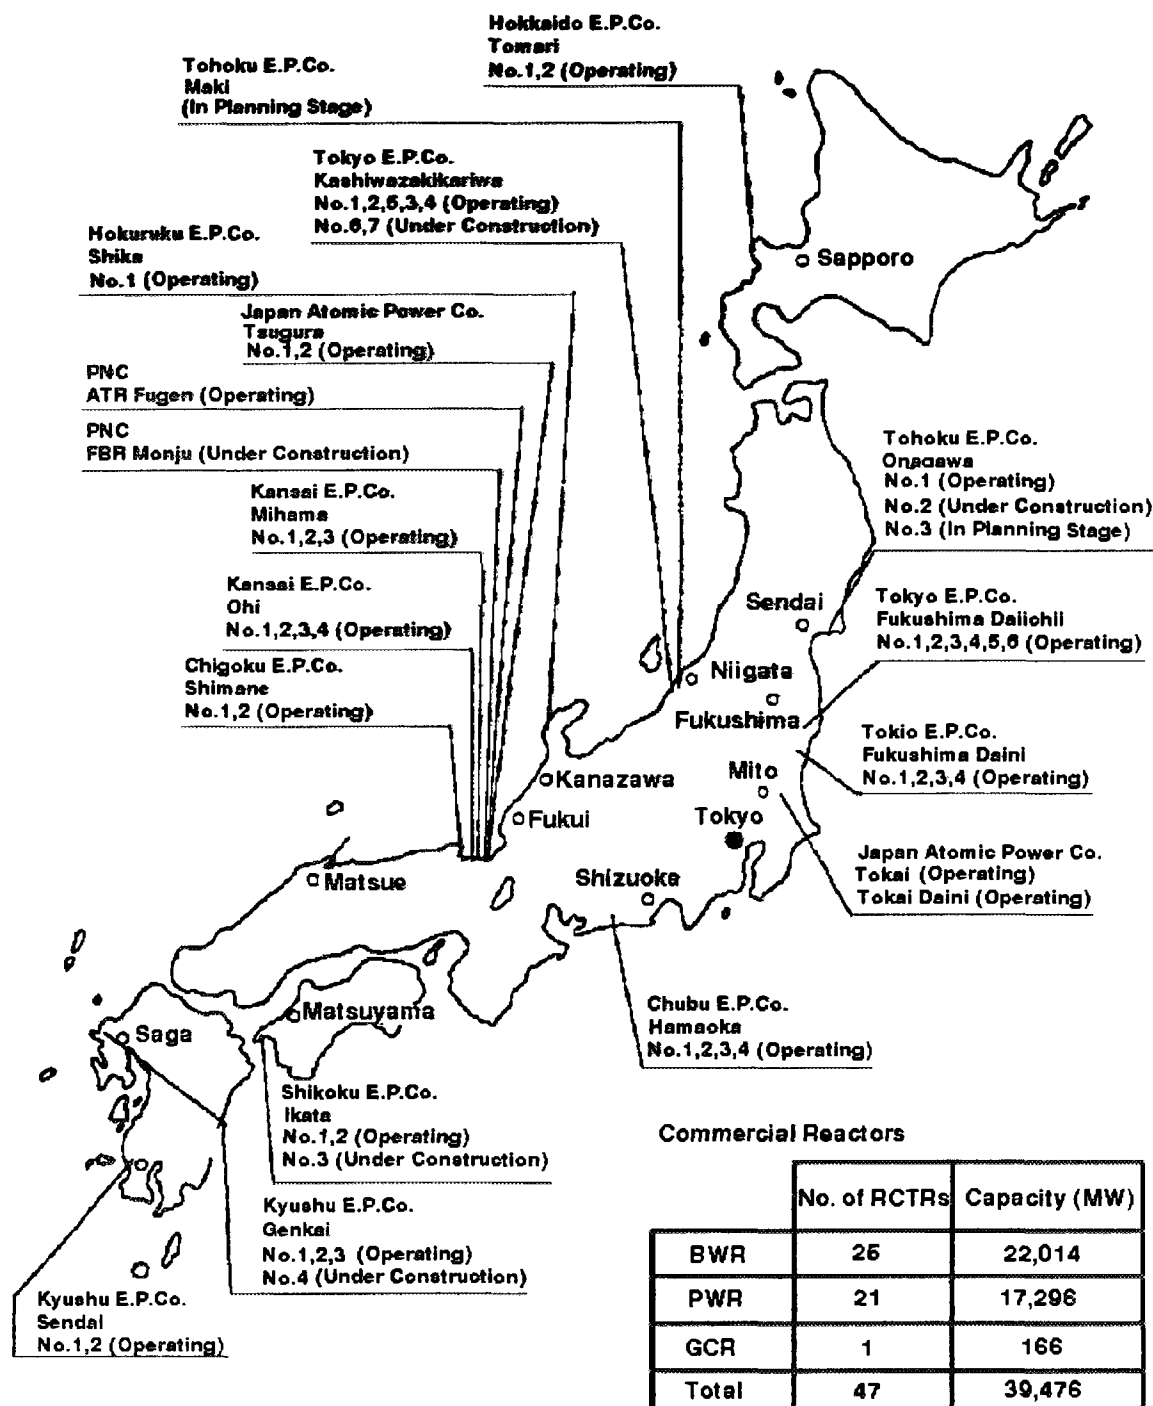 Hokkaido E.P.Co.
Tomari
No.1,2 (Operating)
Tohoku E.P.Co.
Maki
(In Planning Stage)
Tokyo E.P.Co.
Kashiwazakikariwa
No.1,2,5,3,4 (Operating)
No.6,7 (Under Construction)
Hokuruku E.P.Co.
Shika
No.1 (Operating)
Japan Atomic Power Co.
Tsugura
No.1,2 (Operating)
PNC
ATR Fugen (Operating)
PNC
FBR Monju (Under Construction)
Kansai E.P.Co.
Mihama
No.1,2,3 (Operating)
Kansai E.P.Co.
Ohi
No.1,2,3,4 (Operating)
Chigoku E.P.Co.
Shimane
No.1,2 (Operating)
Sapporo
Tohoku E.P.Co.
Onagawa
No.1 (Operating)
No.2 (Under Construction)
No.3 (In Planning Stage)
Sendai
Tokyo E.P.Co.
Fukushima Daiichii
No.1,2,3,4,5,6 (Operating)
Niigata
Fukushima
Tokio E.P.Co.
Fukushima Daini
No.1,2,3,4 (Operating)
Kanazawa
Mito
Fukui
Tokyo
Japan Atomic Power Co.
Tokai (Operating)
Tokai Daini (Operating)
Matsue
Shizuoka
Chubu E.P.Co.
Hamaoka
No.1,2,3,4 (Operating)
Matsuyama
Saga
Shikoku E.P.Co.
Ikata
No.1,2 (Operating)
No.3 (Under Construction)
Kyushu E.P.Co.
Genkai
No.1,2,3 (Operating)
No.4 (Under Construction)
Kyushu E.P.Co.
Sendai
No.1,2 (Operating)
Commercial Reactors
No. of RCTRs Capacity (MW)
BWR 25 22,014
PWR 21 17,296
GCR 1 166
Total 47 39,476